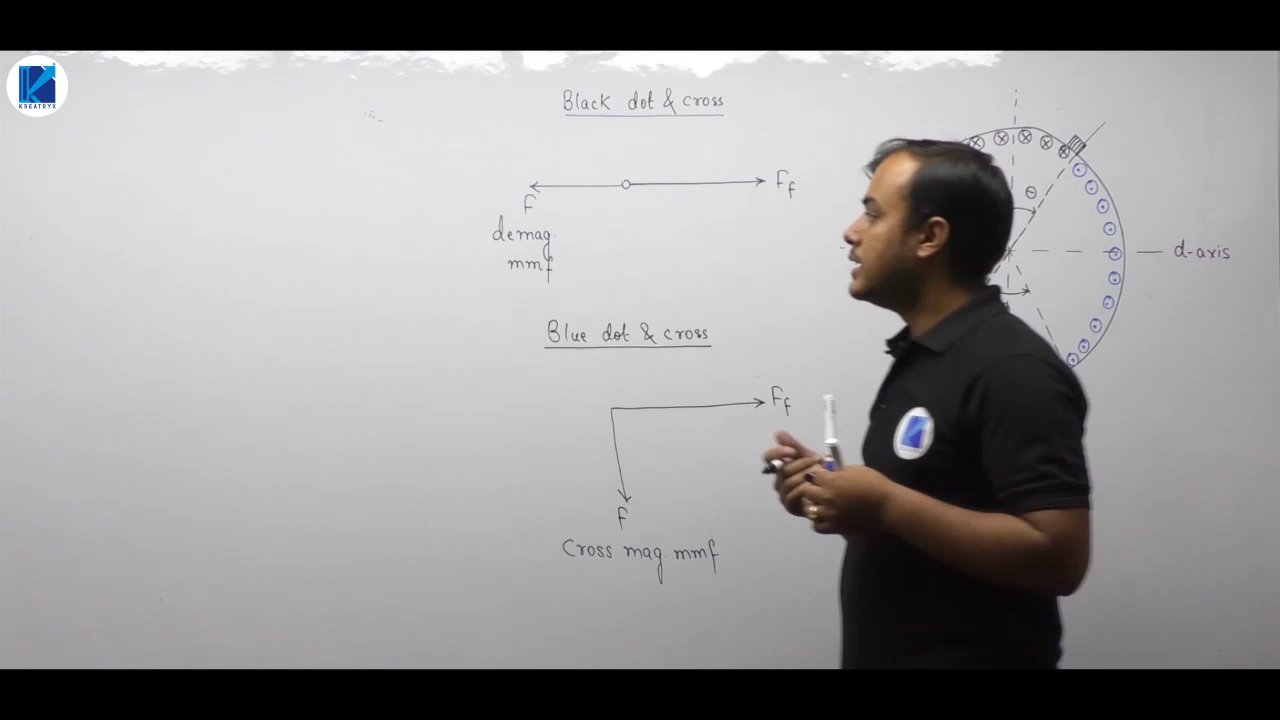 KREATRYX
Black dot & cross
F
Ff
demag.
mmf
θ
d-axis
Blue dot & cross
Ff
F
Cross mag. mmf